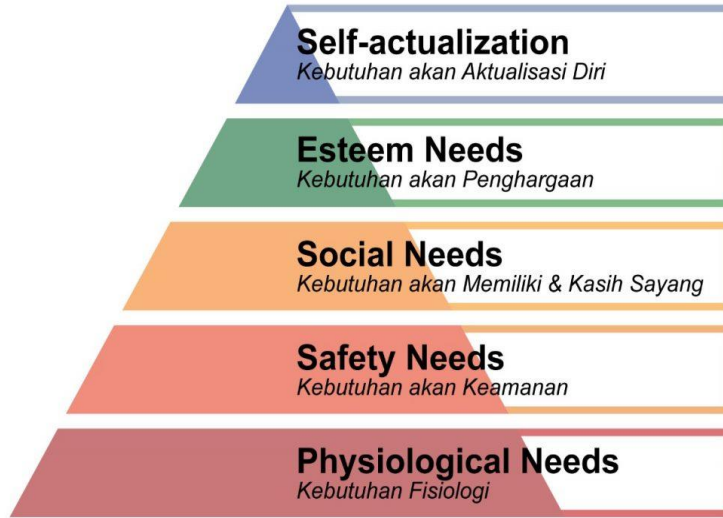 Self-actualization
Kebutuhan akan Aktualisasi Diri
Esteem Needs
Kebutuhan akan Penghargaan
Social Needs
Kebutuhan akan Memiliki & Kasih Sayang
Safety Needs
Kebutuhan akan Keamanan
Physiological Needs
Kebutuhan Fisiologi